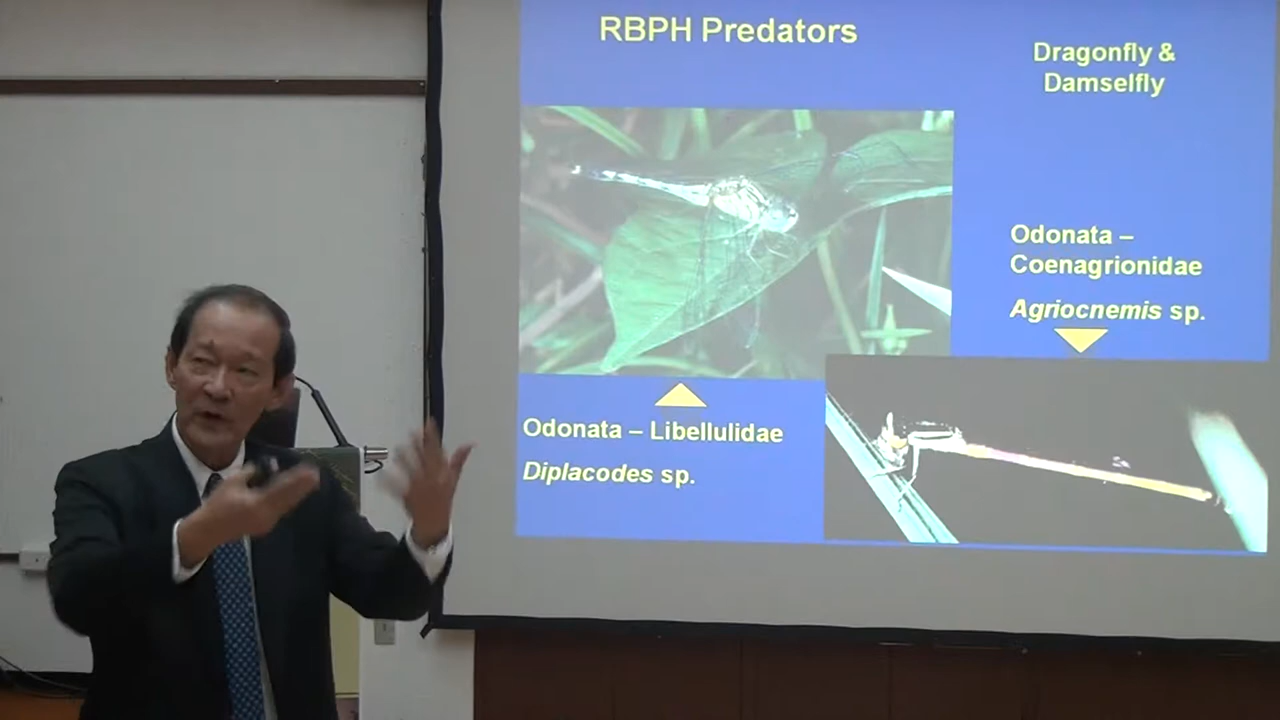 RBPH Predators
Dragonfly &
Damselfly
Odonata –
Coenagrionidae
Agriocnemis sp.
Odonata – Libellulidae
Diplacodes sp.